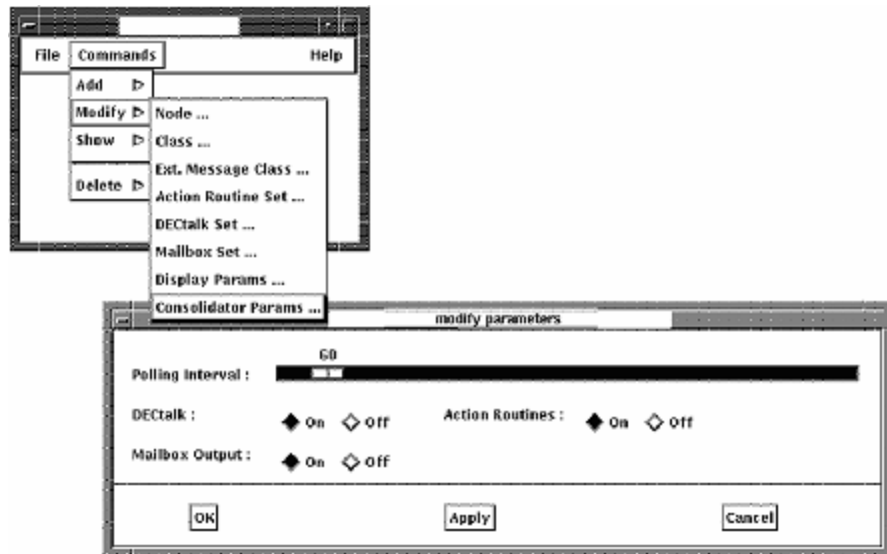 File Commands Help
Add
Modify
Show
Delete
Node ...
Class ...
Ext. Message Class ...
Action Routine Set ...
DECtalk Set ...
Mailbox Set ...
Display Params ...
Consolidator Params ...
modify parameters
60
Polling Interval :
DECtalk : On Off Action Routines : On Off
Mailbox Output : On Off
OK Apply Cancel